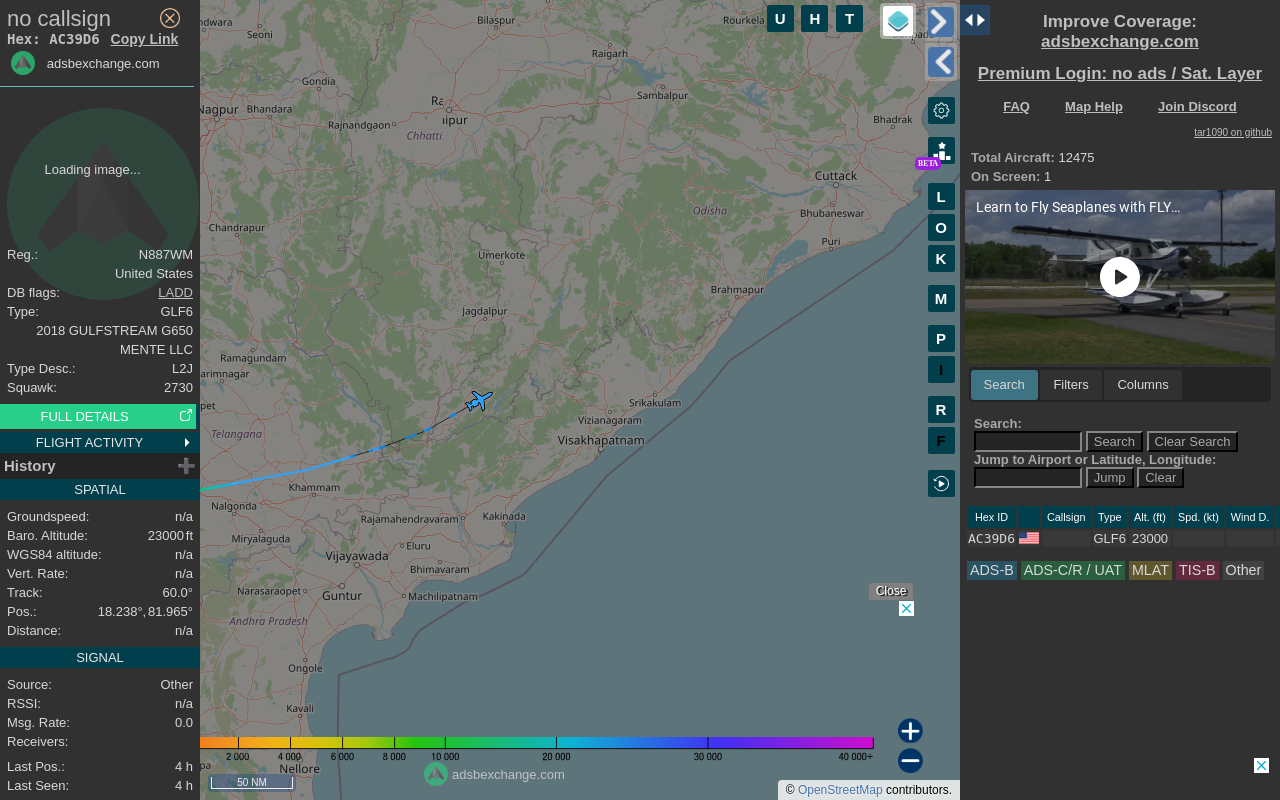 no callsign
Hex: AC39D6 Copy Link
adsbexchange.com
Loading image...
Reg.: N887WM
United States
DB flags: LADD
Type: GLF6
2018 GULFSTREAM G650
MENTE LLC
Type Desc.: L2J
Squawk: 2730
FULL DETAILS
FLIGHT ACTIVITY
History
SPATIAL
Groundspeed: n/a
Baro. Altitude: 23000 ft
WGS84 altitude: n/a
Vert. Rate: n/a
Track: 60.0°
Pos.: 18.238°, 81.965°
Distance: n/a
SIGNAL
Source: Other
RSSI: n/a
Msg. Rate: 0.0
Receivers:
Last Pos.: 4 h
Last Seen: 4 h
ndwara
Seoni
Bilaspur
Rourkela
Raigarh
Gondia
Sambalpur
Nagpur
Bhandara
Rajnandgaon
Ra
ipur
Chhatti
Bhadrak
Cuttack
Odisha
Bhubaneswar
Chandrapur
Puri
Umerkote
Brahmapur
Jagdalpur
Ramagundam
arimnagar
pet
Telangana
Srikakulam
Vizianagaram
Visakhapatnam
Khammam
Nalgonda
Rajamahendravaram
Kakinada
Miryalaguda
Eluru
Vijayawada
Bhimavaram
Narasaraopet
Guntur
Machilipatnam
Andhra Pradesh
Ongole
Kavali
pa
Nellore
U H T
BETA
L
O
K
M
P
I
R
F
Close
2 000 4 000 6 000 8 000 10 000 20 000 30 000 40 000+
50 NM
adsbexchange.com
© OpenStreetMap contributors.
Improve Coverage:
adsbexchange.com
Premium Login: no ads / Sat. Layer
FAQ Map Help Join Discord
tar1090 on github
Total Aircraft: 12475
On Screen: 1
Learn to Fly Seaplanes with FLY...
Search Filters Columns
Search:
Search Clear Search
Jump to Airport or Latitude, Longitude:
Jump Clear
Hex ID Callsign Type Alt. (ft) Spd. (kt) Wind D.
AC39D6 GLF6 23000
ADS-B ADS-C/R / UAT MLAT TIS-B Other